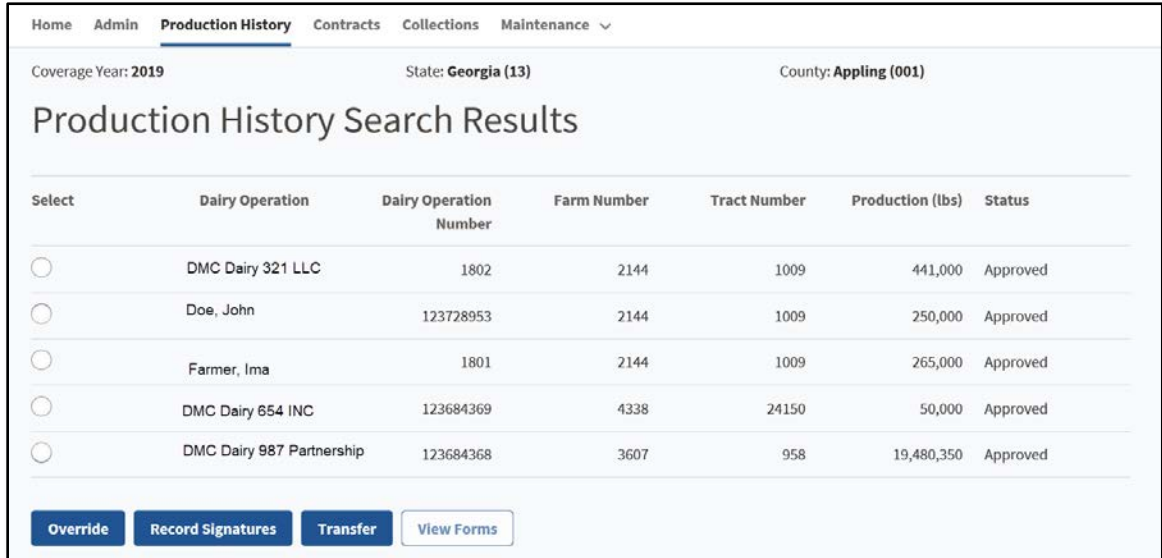 Home Admin Production History Contracts Collections Maintenance
Coverage Year: 2019 State: Georgia (13) County: Appling (001)
Production History Search Results
Select Dairy Operation Dairy Operation Number Farm Number Tract Number Production (lbs) Status
DMC Dairy 321 LLC 1802 2144 1009 441,000 Approved
Doe, John 123728953 2144 1009 250,000 Approved
Farmer, Ima 1801 2144 1009 265,000 Approved
DMC Dairy 654 INC 123684369 4338 24150 50,000 Approved
DMC Dairy 987 Partnership 123684368 3607 958 19,480,350 Approved
Override Record Signatures Transfer View Forms